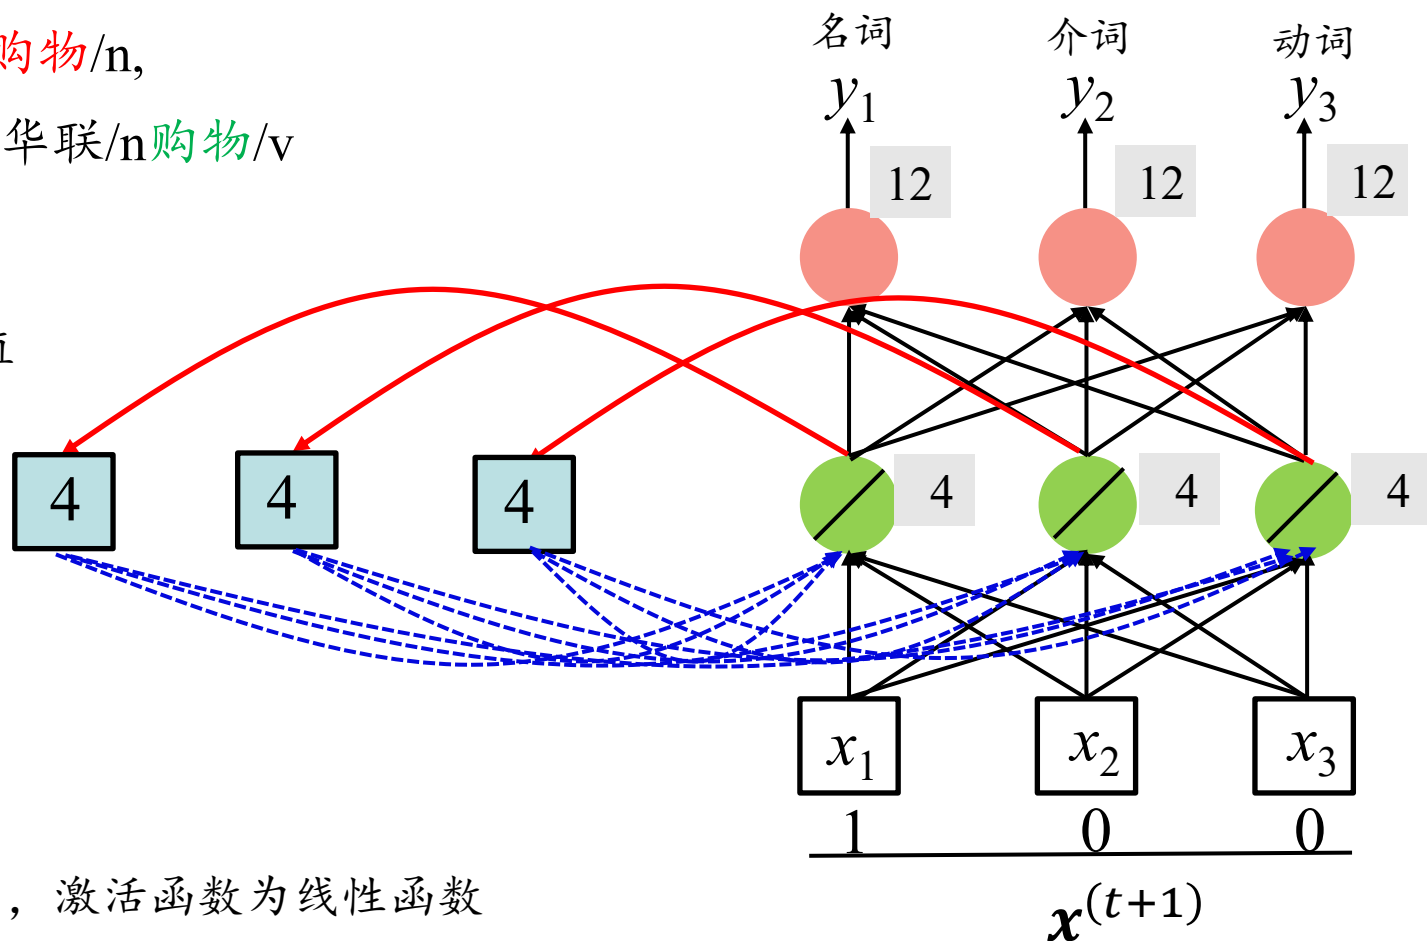 名词 介词 动词
购物/n,
y1 y2 y3
华联/n购物/v
12 12 12
值
4 4 4 4 4 4
x1 x2 x3
1 0 0
，激活函数为线性函数
x(t+1)